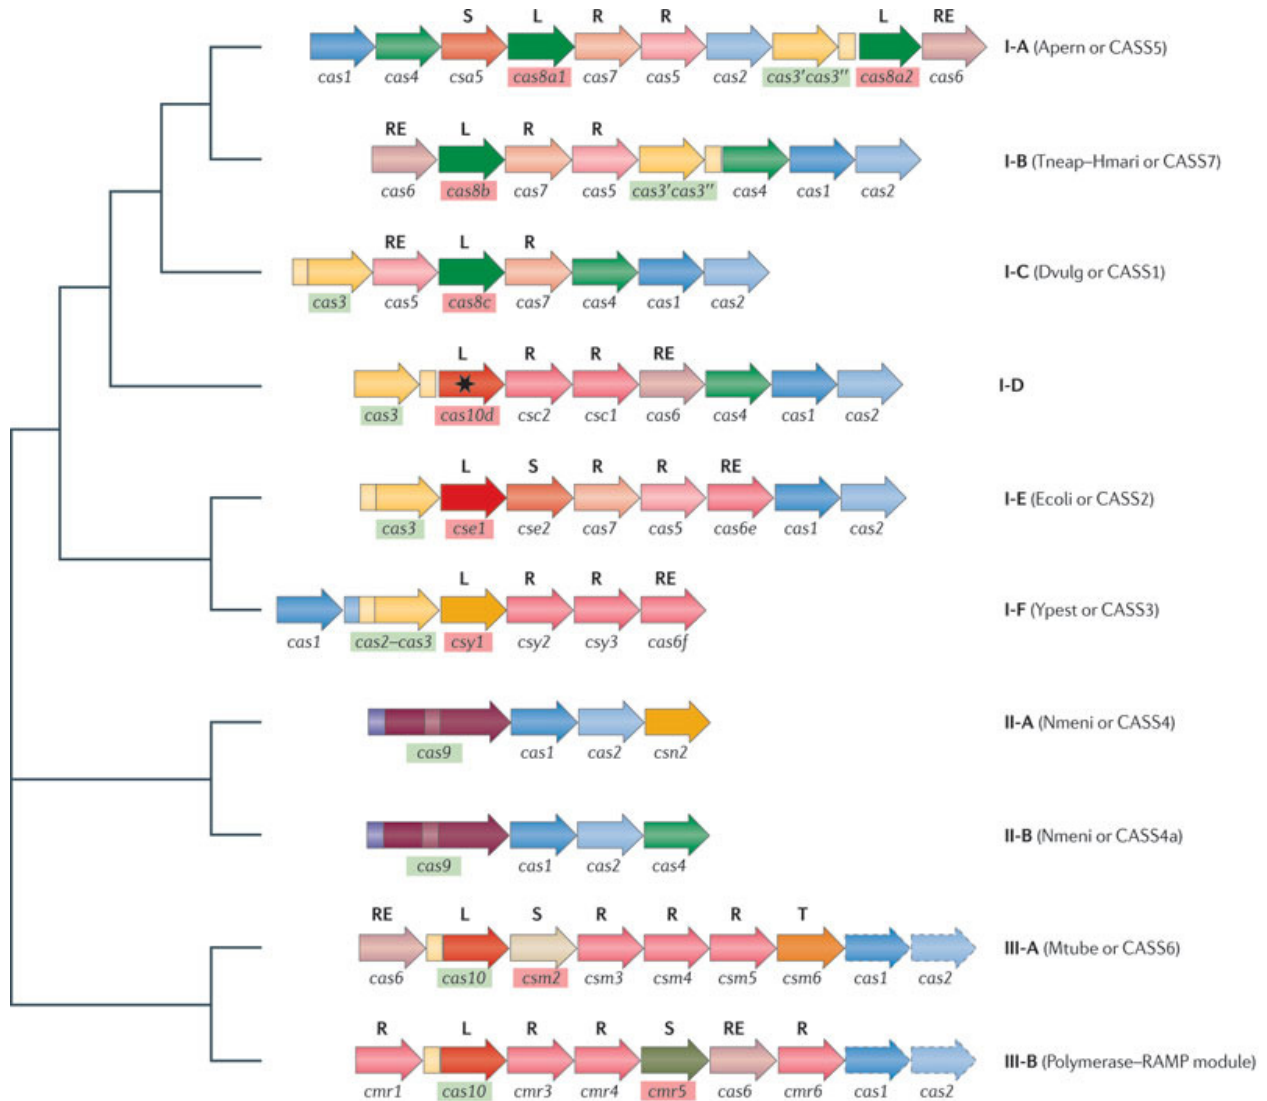 S L R R L RE
I-A (Apern or CASS5)
cas1 cas4 csa5 cas8a1 cas7 cas5 cas2 cas3′ cas3″ cas8a2 cas6
RE L R R
I-B (Tneap–Hmari or CASS7)
cas6 cas8b cas7 cas5 cas3′ cas3″ cas4 cas1 cas2
RE L R
I-C (Dvulg or CASS1)
cas3 cas5 cas8c cas7 cas4 cas1 cas2
L R R RE
I-D
cas3 cas10d csc2 csc1 cas6 cas4 cas1 cas2
L S R R RE
I-E (Ecoli or CASS2)
cas3 cse1 cse2 cas7 cas5 cas6e cas1 cas2
L R R RE
I-F (Ypest or CASS3)
cas1 cas2–cas3 csy1 csy2 csy3 cas6f
II-A (Nmeni or CASS4)
cas9 cas1 cas2 csn2
II-B (Nmeni or CASS4a)
cas9 cas1 cas2 cas4
RE L S R R R T
III-A (Mtube or CASS6)
cas6 cas10 csm2 csm3 csm4 csm5 csm6 cas1 cas2
R L R R S RE R
III-B (Polymerase–RAMP module)
cmr1 cas10 cmr3 cmr4 cmr5 cas6 cmr6 cas1 cas2